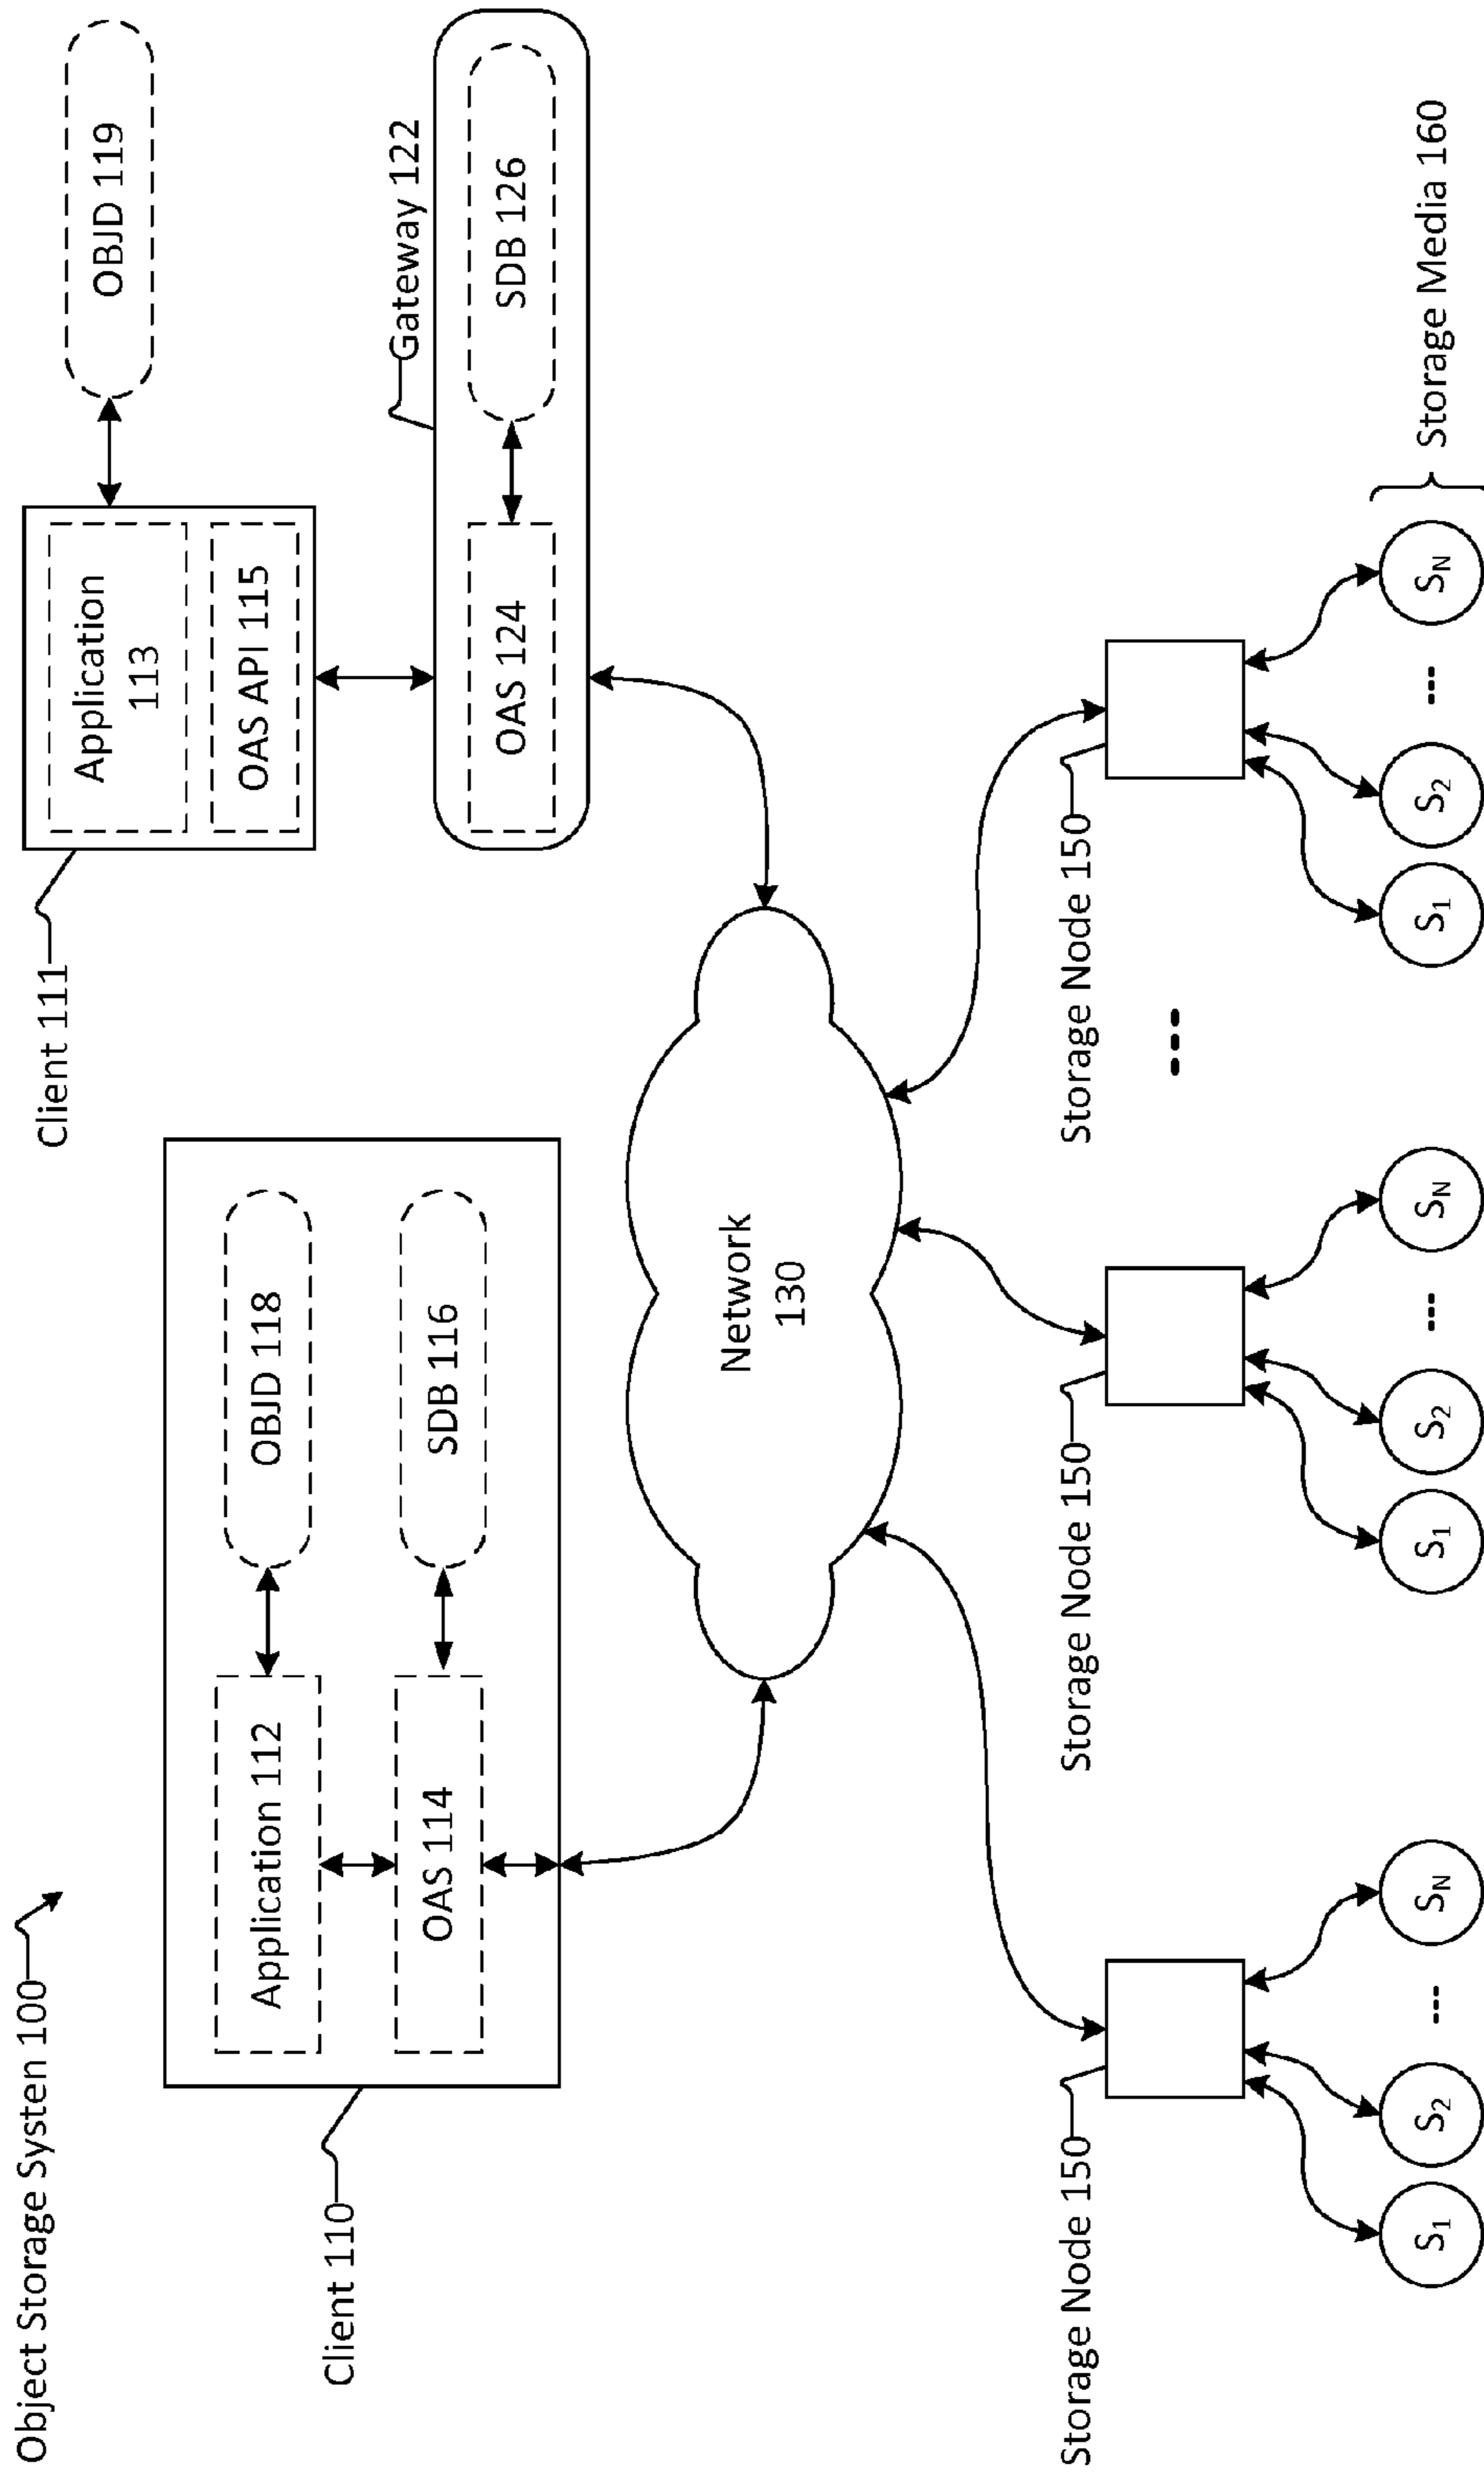 Object Storage Systen 100
Client 110
Application 112
OBJD 118
OAS 114
SDB 116
Client 111
Application
113
OAS API 115
OBJD 119
Gateway 122
OAS 124
SDB 126
Network
130
Storage Node 150
Storage Node 150
Storage Node 150
---
S1
S2
---
SN
S1
S2
---
SN
S1
S2
---
SN
Storage Media 160